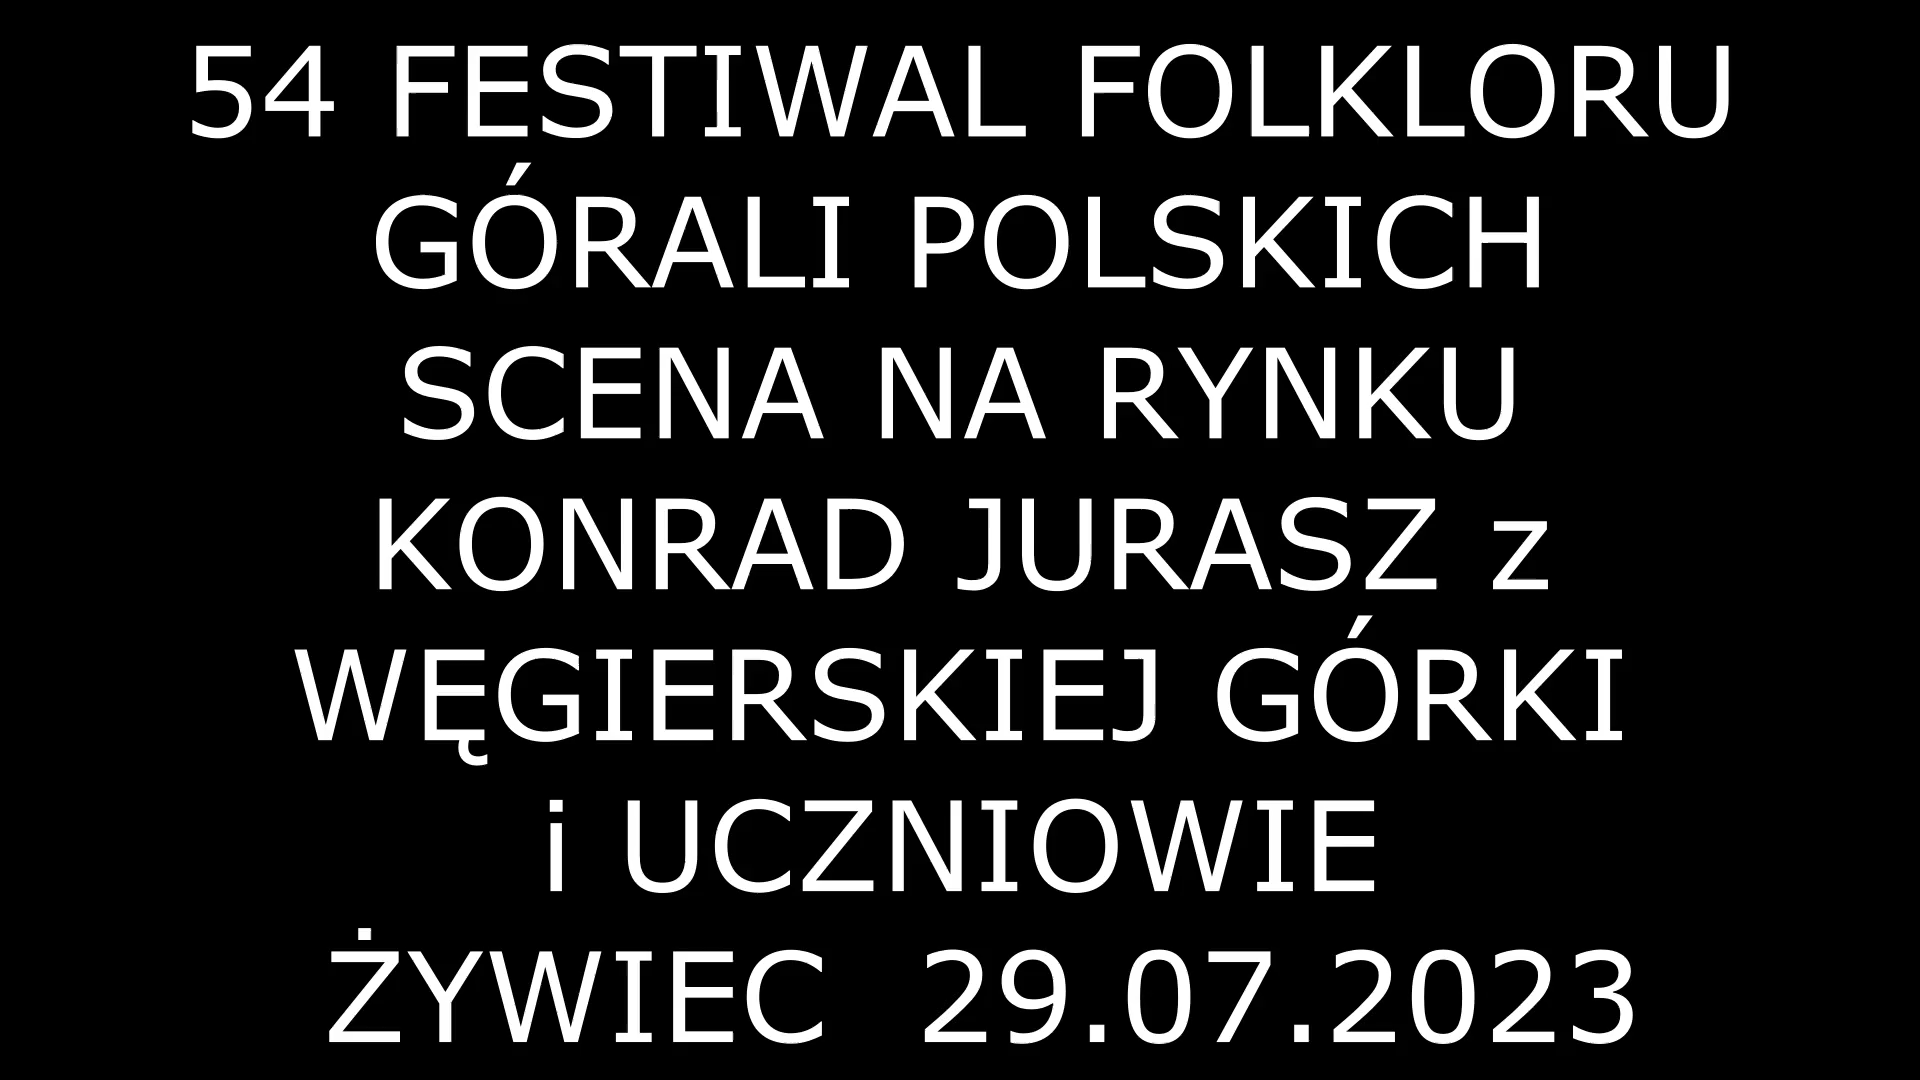 54 FESTIWAL FOLKLORU
GÓRALI POLSKICH
SCENA NA RYNKU
KONRAD JURASZ z
WĘGIERSKIEJ GÓRKI
i UCZNIOWIE
ŻYWIEC 29.07.2023